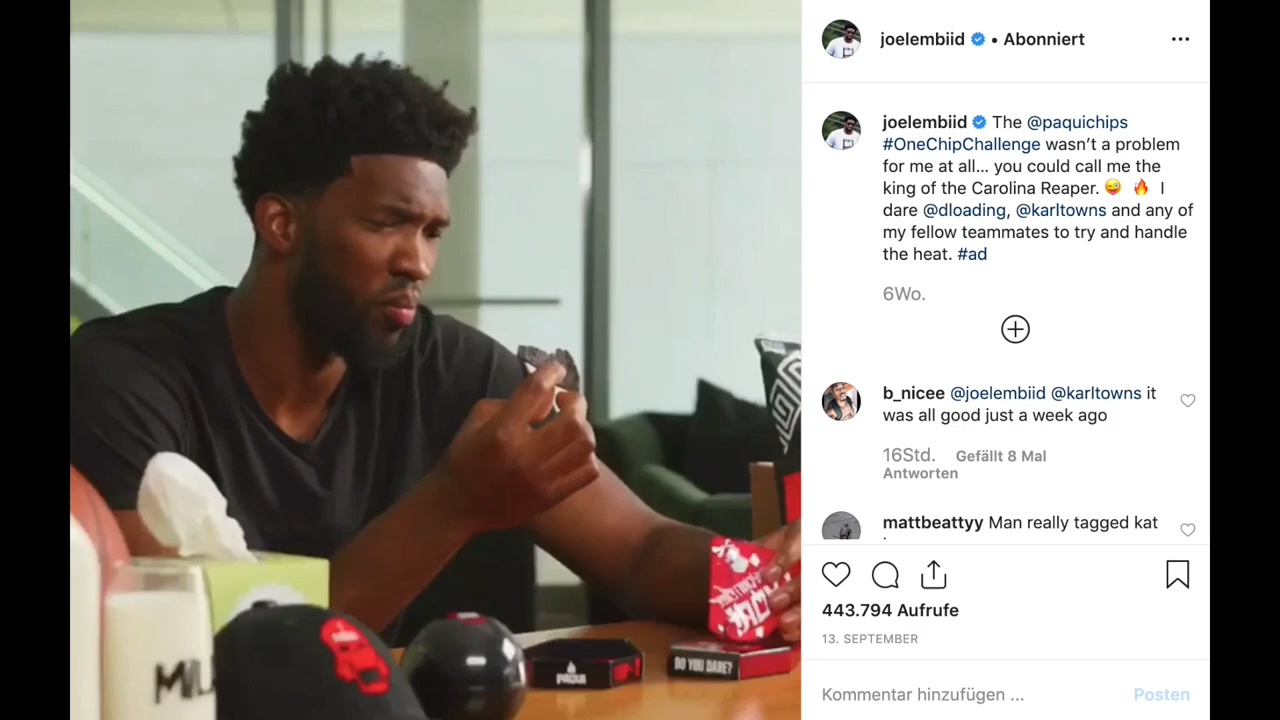 joelembiid • Abonniert
joelembiid The @paquichips
#OneChipChallenge wasn't a problem
for me at all... you could call me the
king of the Carolina Reaper. 😜 🔥 I
dare @dloading, @karltowns and any of
my fellow teammates to try and handle
the heat. #ad
6Wo.
b_nicee @joelembiid @karltowns it
was all good just a week ago
16Std. Gefällt 8 Mal
Antworten
mattbeattyy Man really tagged kat
443.794 Aufrufe
13. SEPTEMBER
Kommentar hinzufügen ...
Posten
MIL
PAQUI
DO YOU DARE?